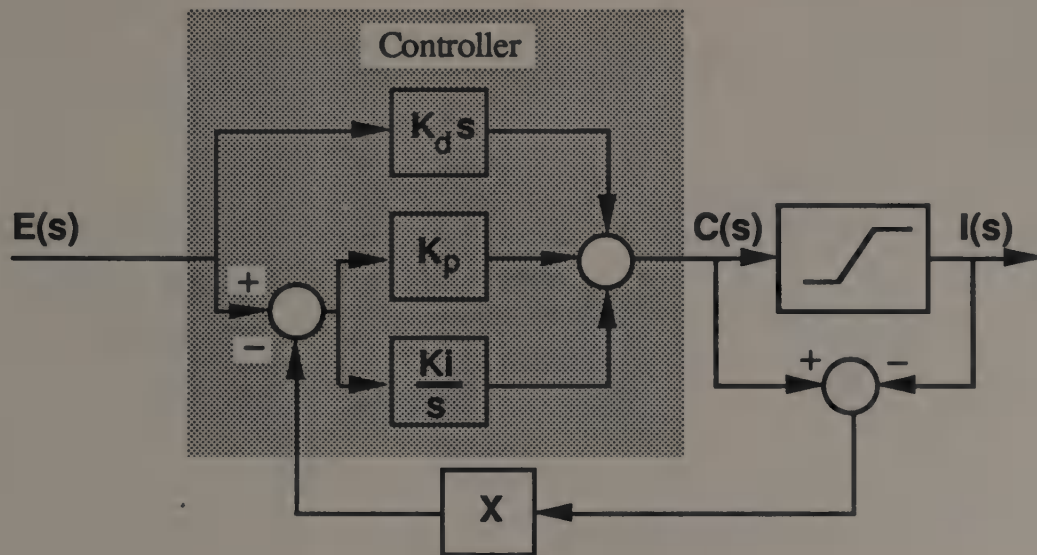 Controller
K_d s
E(s)
K_p
C(s)
I(s)
+
−
Ki
s
+
−
X